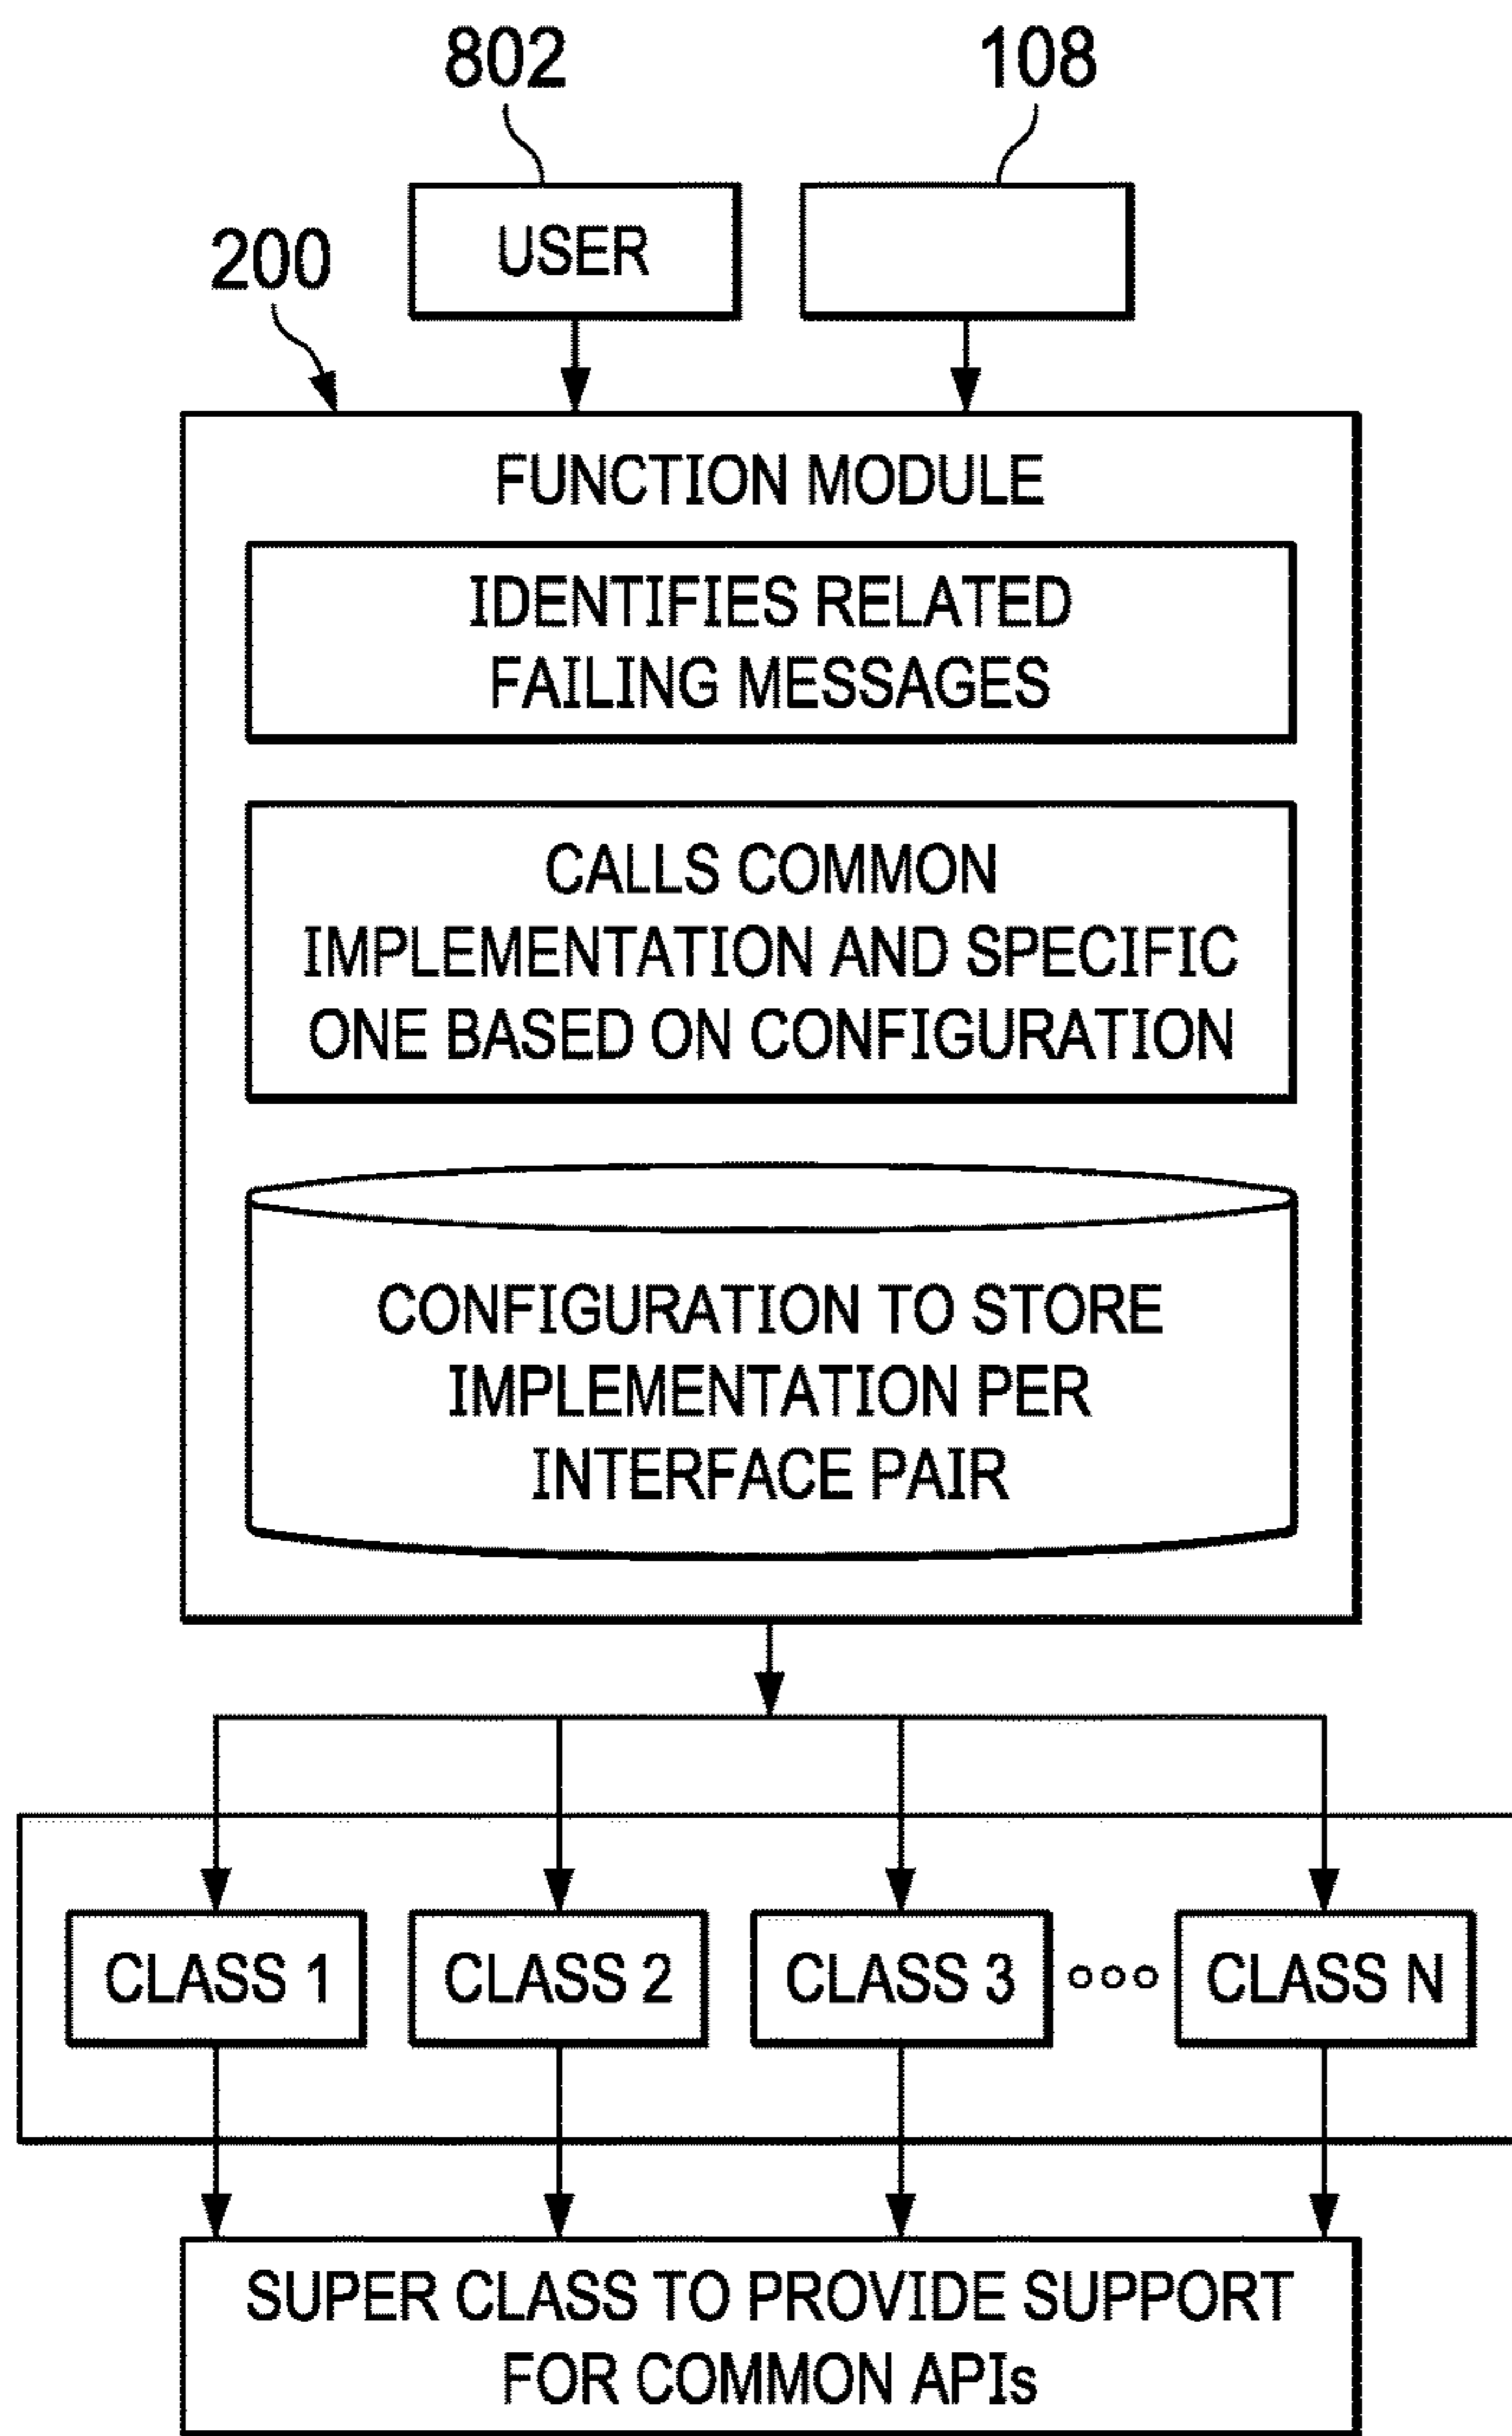 802
108
USER
200
FUNCTION MODULE
IDENTIFIES RELATED
FAILING MESSAGES
CALLS COMMON
IMPLEMENTATION AND SPECIFIC
ONE BASED ON CONFIGURATION
CONFIGURATION TO STORE
IMPLEMENTATION PER
INTERFACE PAIR
CLASS 1
CLASS 2
CLASS 3
CLASS N
SUPER CLASS TO PROVIDE SUPPORT
FOR COMMON APIs